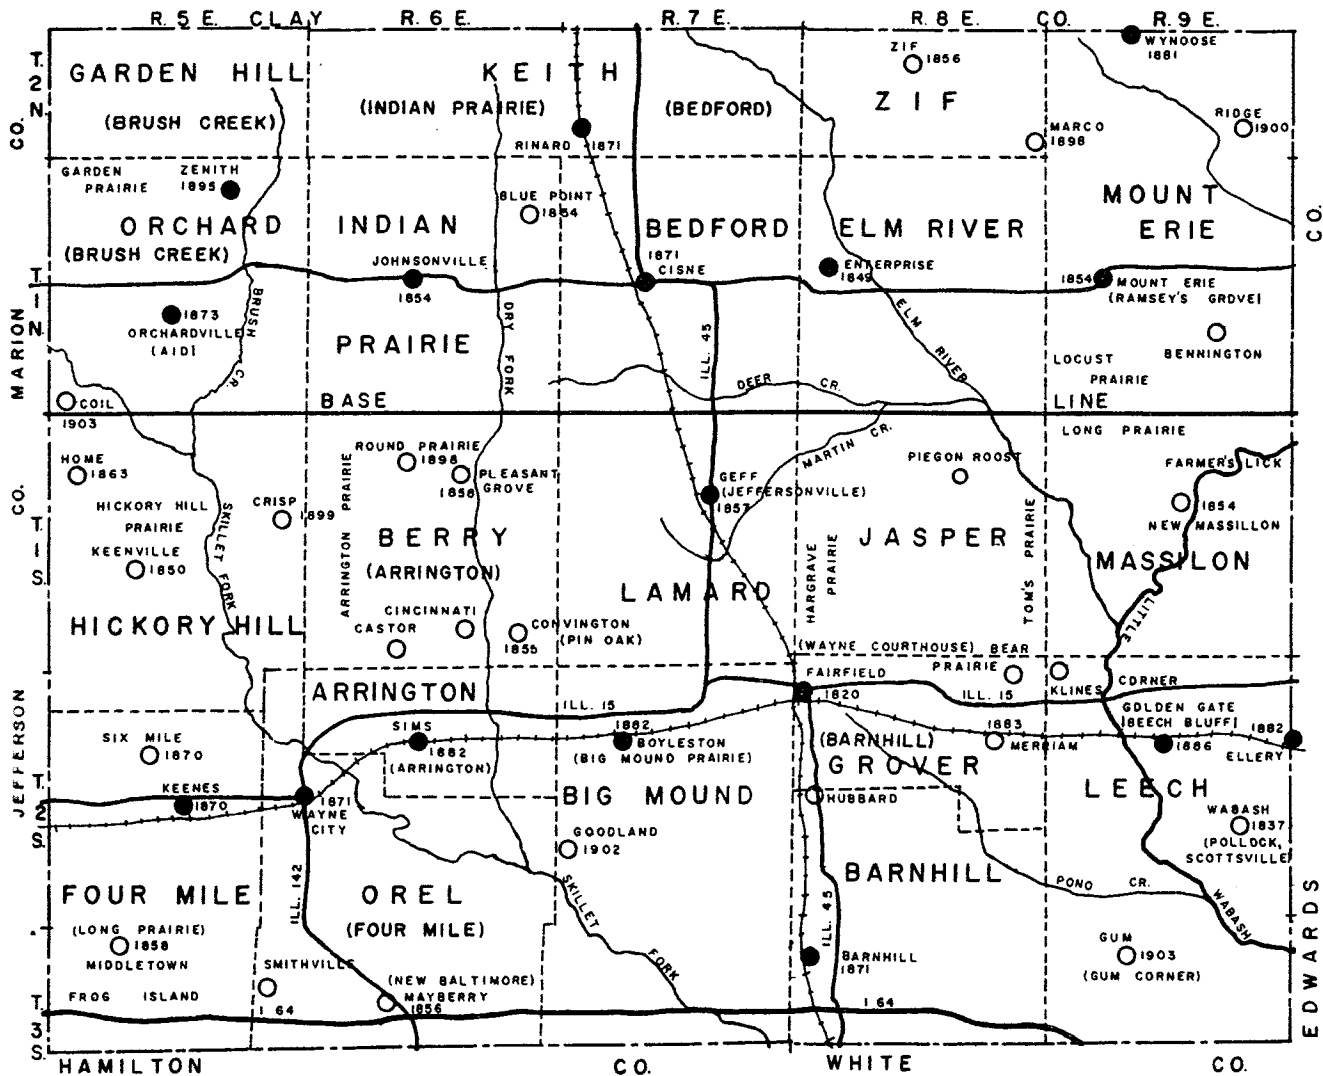 R. 5 E. CLAY R. 6 E. R. 7 E. R. 8 E. CO. R. 9 E.
T. 2 N.
GARDEN HILL
(BRUSH CREEK)
KEITH
(INDIAN PRAIRIE)
RINARD 1871
(BEDFORD)
ZIF
1856
ZIF
MARCO
1898
WYNOOSE
1881
RIDGE
1900
CO.
MARION
CO.
JEFFERSON
GARDEN
PRAIRIE
ZENITH
1895
ORCHARD
(BRUSH CREEK)
INDIAN
BLUE POINT
1864
BEDFORD
ELM RIVER
MOUNT
ERIE
CO.
T. 1 N.
JOHNSONVILLE
1854
1871
CISNE
ENTERPRISE
1849
1854
MOUNT ERIE
(RAMSEY'S GROVE)
1873
ORCHARDVILLE
(AID)
BRUSH
CR.
PRAIRIE
DRY FORK
ILL. 45
DEER CR.
ELM
RIVER
BENNINGTON
LOCUST
PRAIRIE
COIL
1903
BASE
LINE
LONG PRAIRIE
MARTIN CR.
HOME
1863
HICKORY HILL
PRAIRIE
CRISP
1899
KEENVILLE
1850
SKILLET FORK
HICKORY HILL
T. 1 S.
ROUND PRAIRIE
1898
PLEASANT
GROVE
1858
ARRINGTON PRAIRIE
BERRY
(ARRINGTON)
CINCINNATI
CASTOR
CONVINGTON
(PIN OAK)
1855
GEFF
(JEFFERSONVILLE)
1857
LAMARD
HARGRAVE
PRAIRIE
PIEGON ROOST
JASPER
TOM'S PRAIRIE
FARMER'S LICK
1854
NEW MASSILLON
MASSILON
LITTLE
(WAYNE COURTHOUSE)
BEAR
PRAIRIE
FAIRFIELD
1820
KLINES CORNER
ILL. 15
ARRINGTON
ILL. 15
SIX MILE
1870
KEENES
1870
SIMS
1882
(ARRINGTON)
1882
BOYLESTON
(BIG MOUND PRAIRIE)
1871
WAYNE
CITY
BIG MOUND
(BARNHILL)
GROVER
HUBBARD
1883
MERRIAM
GOLDEN GATE
(BEECH BLUFF)
1886
1882
ELLERY
LEECH
WABASH
1837
(POLLOCK,
SCOTTSVILLE)
T. 2 S.
GOODLAND
1902
BARNHILL
POND CR.
WABASH
FOUR MILE
(LONG PRAIRIE)
1858
MIDDLETOWN
FROG ISLAND
ILL. 142
OREL
(FOUR MILE)
SMITHVILLE
I 64
(NEW BALTIMORE)
MAYBERRY
1856
SKILLET
FORK
ILL. 45
BARNHILL
1871
I 64
GUM
1903
(GUM CORNER)
EDWARDS
T. 3 S.
HAMILTON CO. WHITE CO.